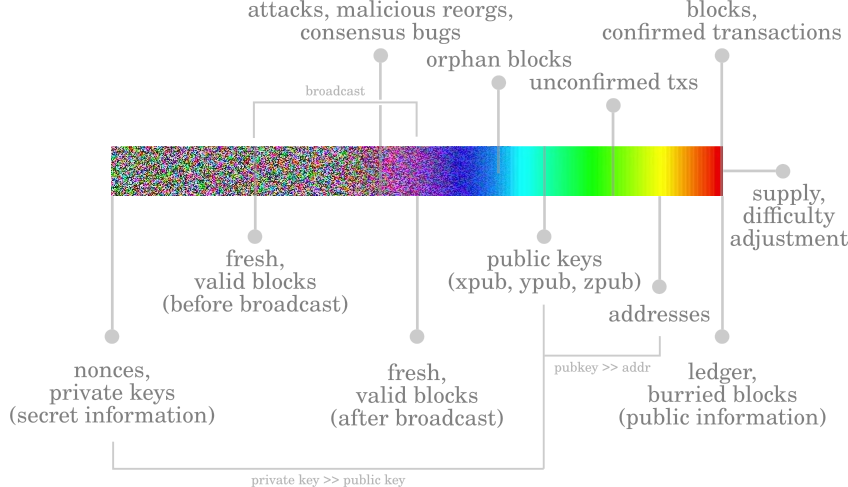 attacks, malicious reorgs,
consensus bugs
blocks,
confirmed transactions
orphan blocks
unconfirmed txs
broadcast
supply,
difficulty
adjustment
fresh,
valid blocks
(before broadcast)
public keys
(xpub, ypub, zpub)
addresses
nonces,
private keys
(secret information)
fresh,
valid blocks
(after broadcast)
pubkey >> addr
ledger,
burried blocks
(public information)
private key >> public key